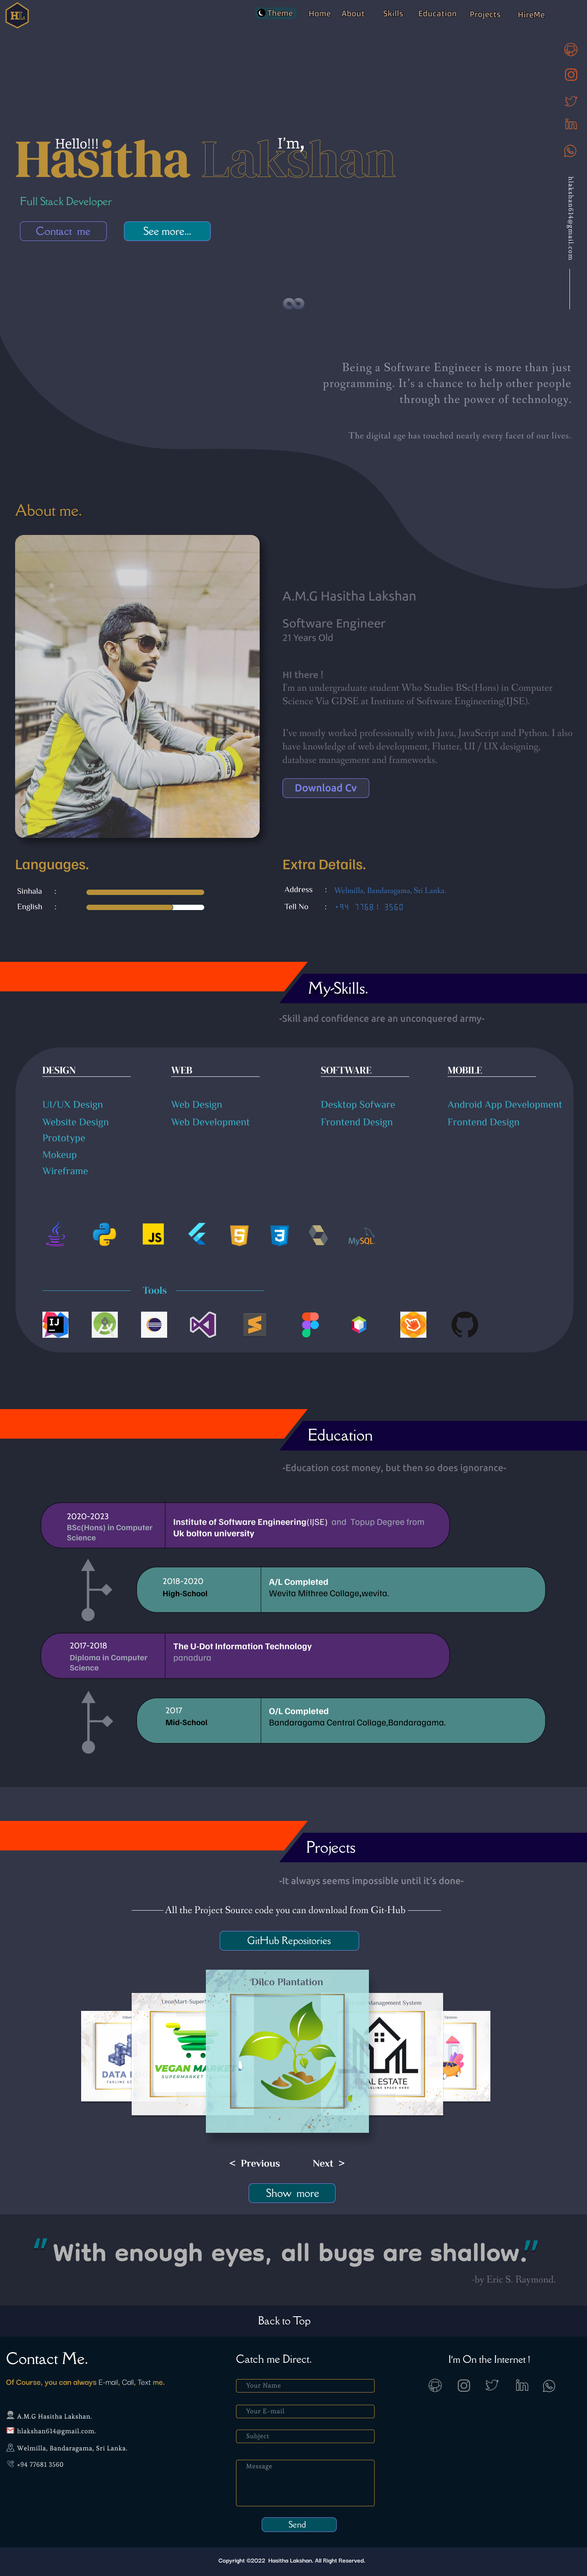 HL
Theme Home About Skills Education Projects HireMe
Hello!!! I'm,
Hasitha Lakshan
Full Stack Developer
Contact me See more...
hlakshan614@gmail.com
Being a Software Engineer is more than just
programming. It's a chance to help other people
through the power of technology.
The digital age has touched nearly every facet of our lives.
About me.
A.M.G Hasitha Lakshan
Software Engineer
21 Years Old
HI there !
I'm an undergraduate student Who Studies BSc(Hons) in Computer
Science Via GDSE at Institute of Software Engineering(IJSE).
I've mostly worked professionally with Java, JavaScript and Python. I also
have knowledge of web development, Flutter, UI / UX designing,
database management and frameworks.
Download Cv
Languages.
Sinhala :
English :
Extra Details.
Address : Welmilla, Bandaragama, Sri Lanka.
Tell No : +94 77681 3560
My-Skills.
-Skill and confidence are an unconquered army-
DESIGN WEB SOFTWARE MOBILE
UI/UX Design Web Design Desktop Sofware Android App Development
Website Design Web Development Frontend Design Frontend Design
Prototype
Mokeup
Wireframe
JS 5 3 MySQL
Tools
IJ
Education
-Education cost money, but then so does ignorance-
2020-2023
BSc(Hons) in Computer
Science
Institute of Software Engineering(IJSE) and Topup Degree from
Uk bolton university
2018-2020
High-School
A/L Completed
Wevita Mithree Collage,wevita.
2017-2018
Diploma in Computer
Science
The U-Dot Information Technology
panadura
2017
Mid-School
O/L Completed
Bandaragama Central Collage,Bandaragama.
Projects
-It always seems impossible until it's done-
All the Project Source code you can download from Git-Hub
GitHub Repositories
Dilco Plantation
Management System
DATA
VEGAN MARKET
SUPERMARKET
AL ESTATE
< Previous Next >
Show more
" With enough eyes, all bugs are shallow."
-by Eric S. Raymond.
Back to Top
Contact Me.
Of Course, you can always E-mail, Call, Text me.
A.M.G Hasitha Lakshan.
hlakshan614@gmail.com.
Welmilla, Bandaragama, Sri Lanka.
+94 77681 3560
Catch me Direct.
Your Name
Your E-mail
Subject
Message
Send
I'm On the Internet !
Copyright ©2022 Hasitha Lakshan. All Right Reserved.